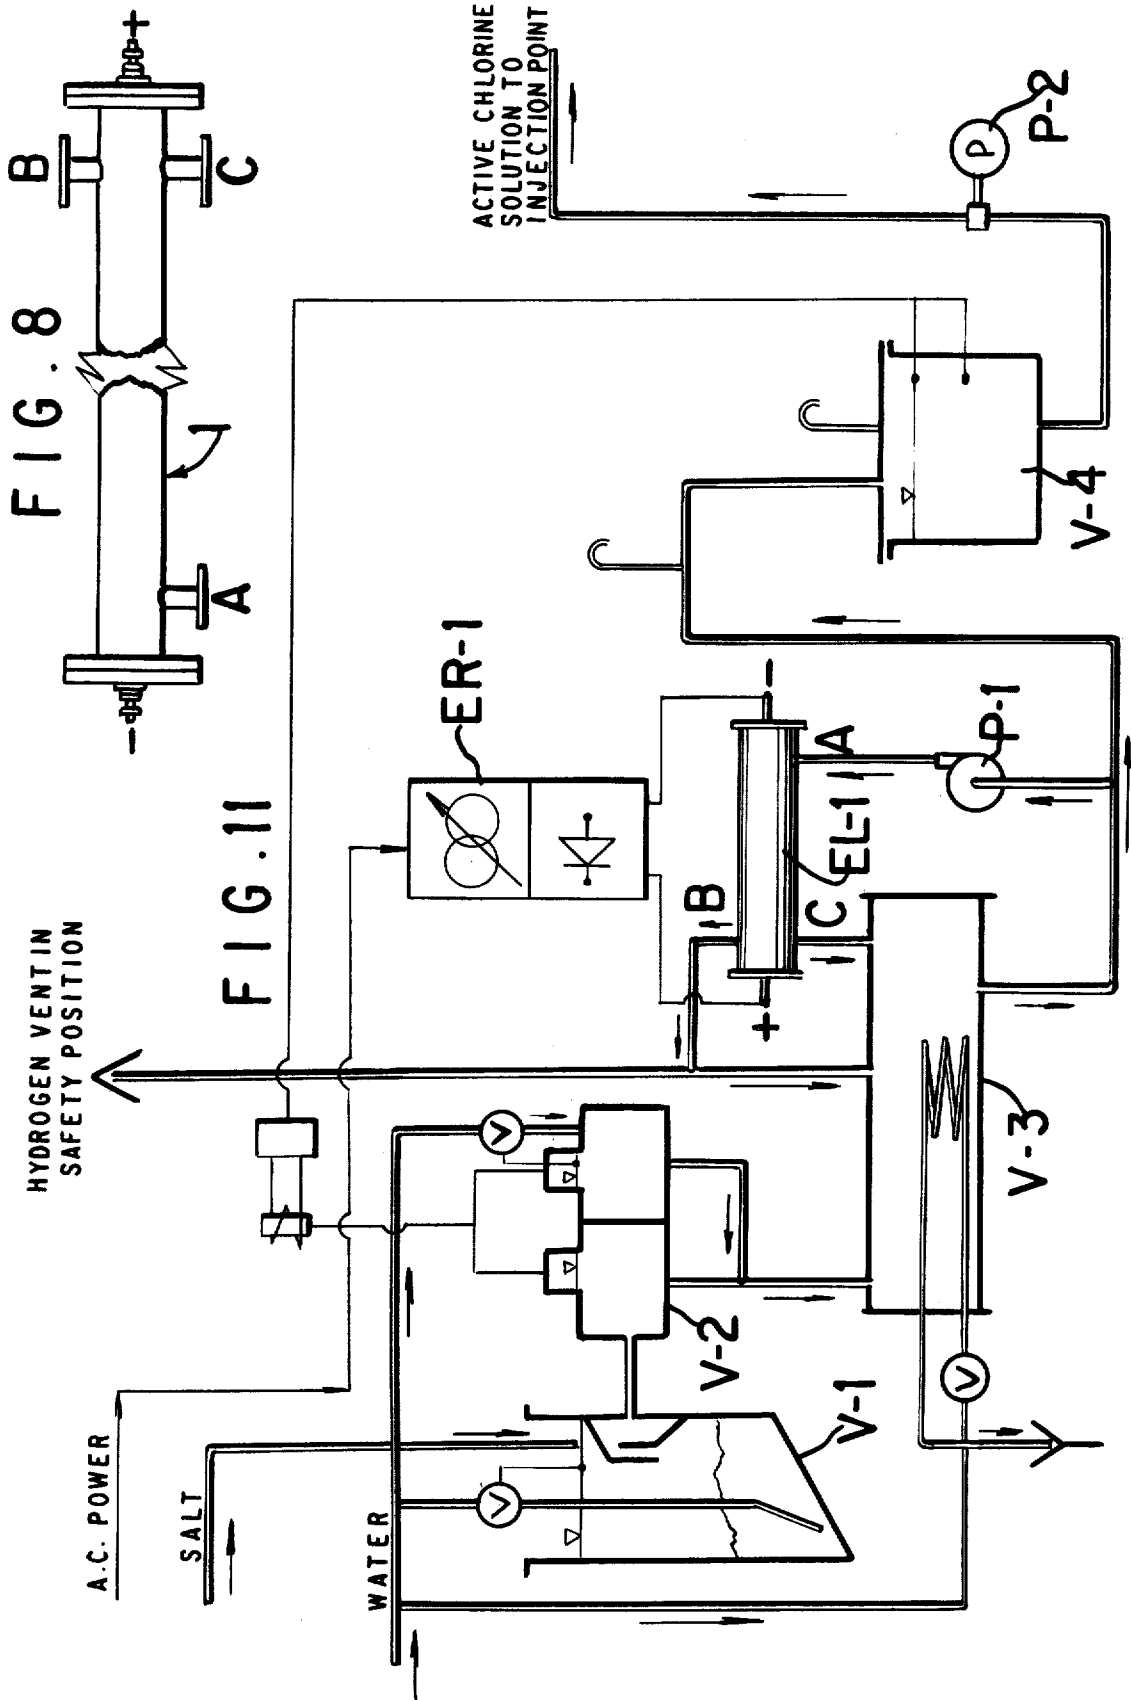 FIG. 8
B
C
A
+
-
1
FIG. 11
HYDROGEN VENT IN
SAFETY POSITION
ACTIVE CHLORINE
SOLUTION TO
INJECTION POINT
A.C. POWER
SALT
WATER
ER-1
B
C
A
+
-
EL-1
P-1
P
P-2
V
V
V
V-1
V-2
V-3
V-4